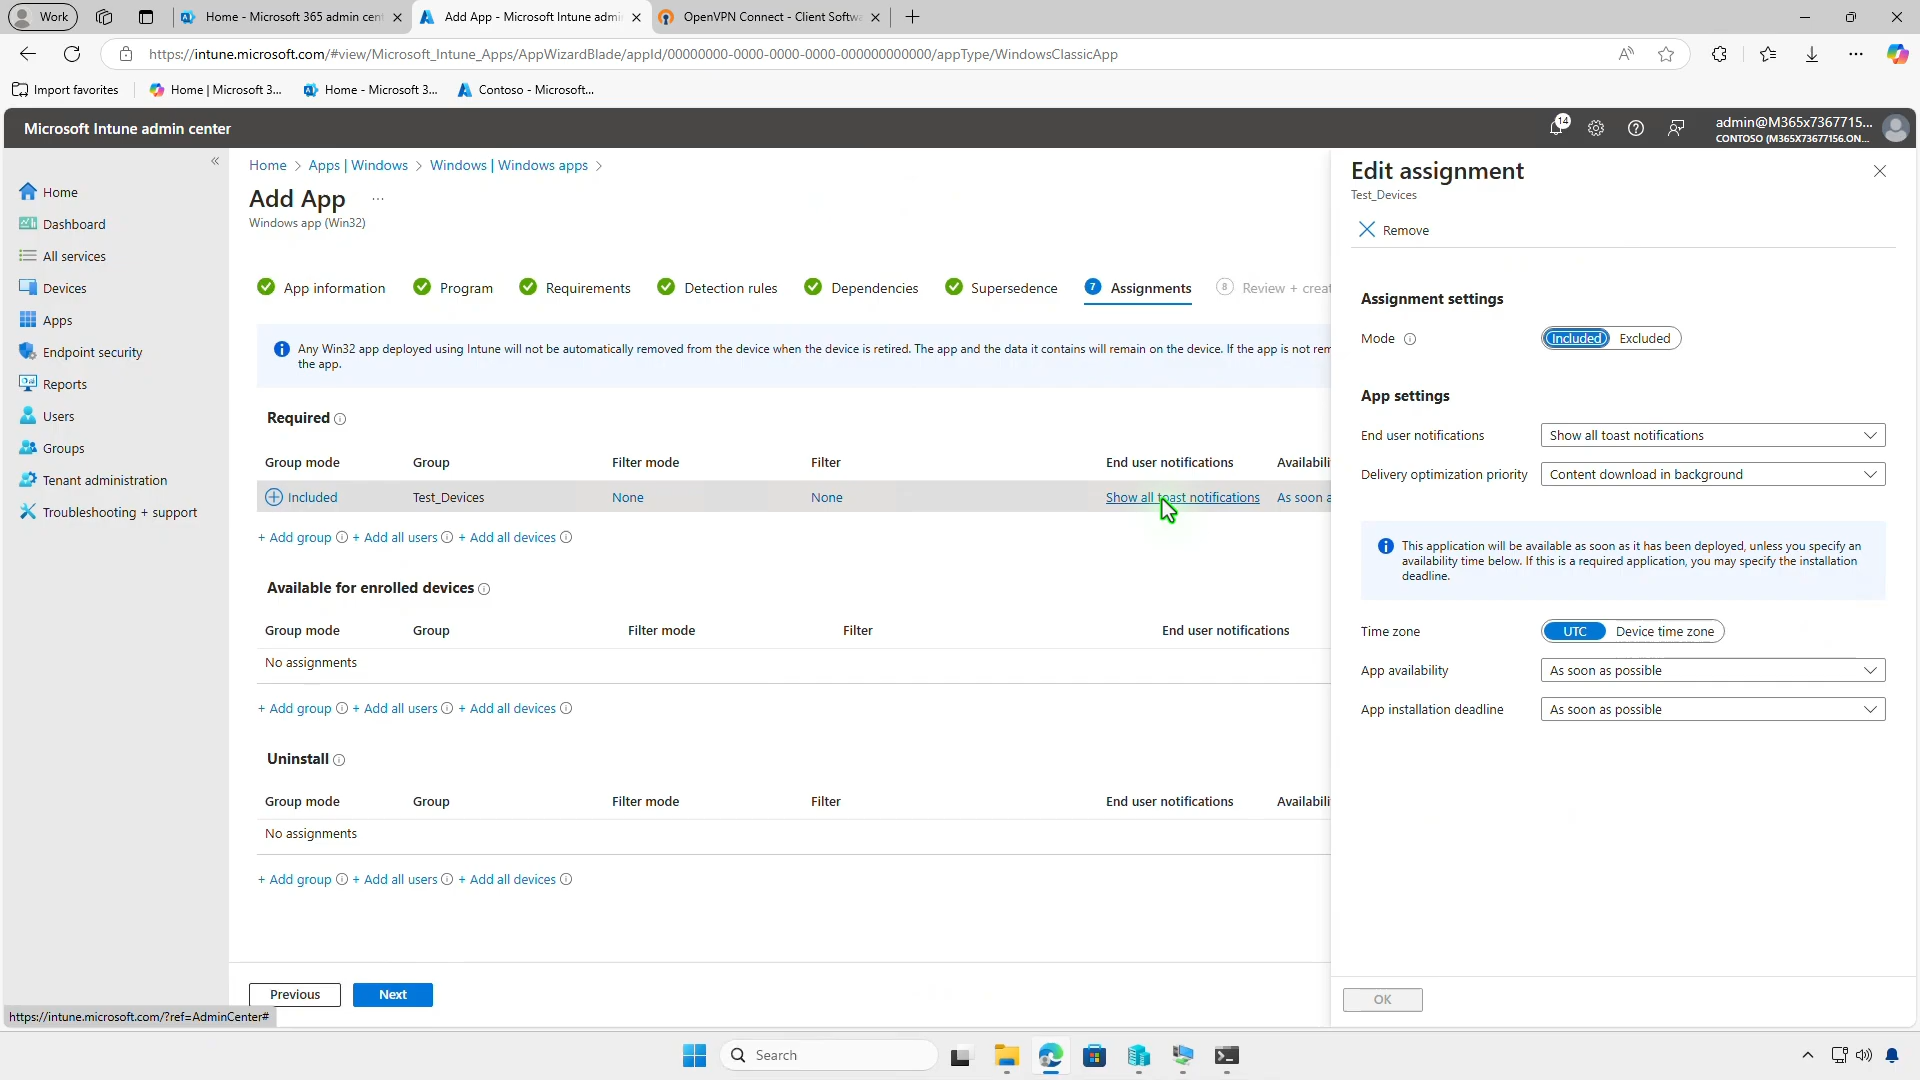 Work
Home - Microsoft 365 admin cent
Add App - Microsoft Intune admi
OpenVPN Connect - Client Softwa
https://intune.microsoft.com/#view/Microsoft_Intune_Apps/AppWizardBlade/appId/00000000-0000-0000-0000-000000000000/appType/WindowsClassicApp
Import favorites
Home | Microsoft 3...
Home - Microsoft 3...
Contoso - Microsoft...
Microsoft Intune admin center
14
admin@M365x7367715...
CONTOSO (M365X73677156.ON...
Home
Dashboard
All services
Devices
Apps
Endpoint security
Reports
Users
Groups
Tenant administration
Troubleshooting + support
Home > Apps | Windows > Windows | Windows apps >
Add App ...
Windows app (Win32)
App information
Program
Requirements
Detection rules
Dependencies
Supersedence
7 Assignments
8 Review + creat
Any Win32 app deployed using Intune will not be automatically removed from the device when the device is retired. The app and the data it contains will remain on the device. If the app is not rem
the app.
Required
Group mode Group Filter mode Filter End user notifications Availabili
Included Test_Devices None None Show all toast notifications As soon a
+ Add group + Add all users + Add all devices
Available for enrolled devices
Group mode Group Filter mode Filter End user notifications
No assignments
+ Add group + Add all users + Add all devices
Uninstall
Group mode Group Filter mode Filter End user notifications Availabili
No assignments
+ Add group + Add all users + Add all devices
Previous
Next
https://intune.microsoft.com/?ref=AdminCenter#
Edit assignment
Test_Devices
Remove
Assignment settings
Mode Included Excluded
App settings
End user notifications Show all toast notifications
Delivery optimization priority Content download in background
This application will be available as soon as it has been deployed, unless you specify an
availability time below. If this is a required application, you may specify the installation
deadline.
Time zone UTC Device time zone
App availability As soon as possible
App installation deadline As soon as possible
OK
Search